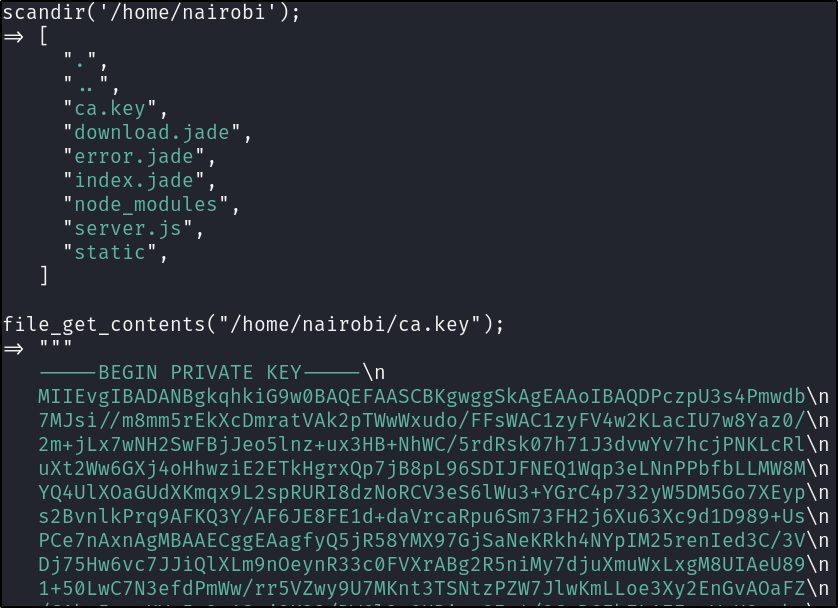 scandir('/home/nairobi');
=> [
".",
"..",
"ca.key",
"download.jade",
"error.jade",
"index.jade",
"node_modules",
"server.js",
"static",
]
file_get_contents("/home/nairobi/ca.key");
=> """
-----BEGIN PRIVATE KEY-----\n
MIIEvgIBADANBgkqhkiG9w0BAQEFAASCBKgwggSkAgEAAoIBAQDPczpU3s4Pmwdb\n
7MJsi//m8mm5rEkXcDmratVAk2pTWwWxudo/FFsWAC1zyFV4w2KLacIU7w8Yaz0/\n
2m+jLx7wNH2SwFBjJeo5lnz+ux3HB+NhWC/5rdRsk07h71J3dvwYv7hcjPNKLcRl\n
uXt2Ww6GXj4oHhwziE2ETkHgrxQp7jB8pL96SDIJFNEQ1Wqp3eLNnPPbfbLLMW8M\n
YQ4UlXOaGUdXKmqx9L2spRURI8dzNoRCV3eS6lWu3+YGrC4p732yW5DM5Go7XEyp\n
s2BvnlkPrq9AFKQ3Y/AF6JE8FE1d+daVrcaRpu6Sm73FH2j6Xu63Xc9d1D989+Us\n
PCe7nAxnAgMBAAECggEAagfyQ5jR58YMX97GjSaNeKRkh4NYpIM25renIed3C/3V\n
Dj75Hw6vc7JJiQlXLm9nOeynR33c0FVXrABg2R5niMy7djuXmuWxLxgM8UIAeU89\n
1+50LwC7N3efdPmWw/rr5VZwy9U7MKnt3TSNtzPZW7JlwKmLLoe3Xy2EnGvAOaFZ\n